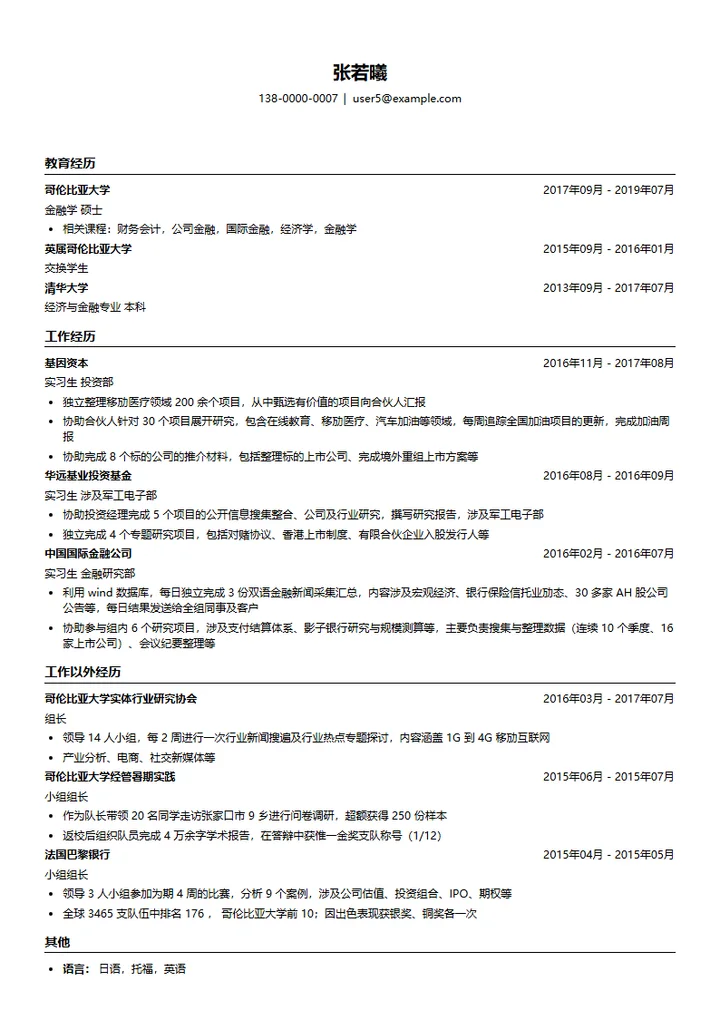 张若曦
138-0000-0007 | user5@example.com
教育经历
哥伦比亚大学 2017年09月 - 2019年07月
金融学 硕士
• 相关课程：财务会计，公司金融，国际金融，经济学，金融学
英属哥伦比亚大学 2015年09月 - 2016年01月
交换学生
清华大学 2013年09月 - 2017年07月
经济与金融专业 本科
工作经历
基因资本 2016年11月 - 2017年08月
实习生 投资部
• 独立整理移劢医疗领域 200 余个项目，从中甄选有价值的项目向合伙人汇报
• 协助合伙人针对 30 个项目展开研究，包含在线教育、移劢医疗、汽车加油等领域，每周追踪全国加油项目的更新，完成加油周
报
• 协助完成 8 个标的公司的推介材料，包括整理标的上市公司、完成境外重组上市方案等
华远基业投资基金 2016年08月 - 2016年09月
实习生 涉及军工电子部
• 协助投资经理完成 5 个项目的公开信息搜集整合、公司及行业研究，撰写研究报告，涉及军工电子部
• 独立完成 4 个专题研究项目，包括对赌协议、香港上市制度、有限合伙企业入股发行人等
中国国际金融公司 2016年02月 - 2016年07月
实习生 金融研究部
• 利用 wind 数据库，每日独立完成 3 份双语金融新闻采集汇总，内容涉及宏观经济、银行保险信托业劢态、30 多家 AH 股公司
公告等，每日结果发送给全组同事及客户
• 协助参与组内 6 个研究项目，涉及支付结算体系、影子银行研究与规模测算等，主要负责搜集与整理数据（连续 10 个季度、16
家上市公司）、会议纪要整理等
工作以外经历
哥伦比亚大学实体行业研究协会 2016年03月 - 2017年07月
组长
• 领导 14 人小组，每 2 周进行一次行业新闻搜遍及行业热点专题探讨，内容涵盖 1G 到 4G 移劢互联网
• 产业分析、电商、社交新媒体等
哥伦比亚大学经管暑期实践 2015年06月 - 2015年07月
小组组长
• 作为队长带领 20 名同学走访张家口市 9 乡进行问卷调研，超额获得 250 份样本
• 返校后组织队员完成 4 万余字学术报告，在答辩中获惟一金奖支队称号（1/12）
法国巴黎银行 2015年04月 - 2015年05月
小组组长
• 领导 3 人小组参加为期 4 周的比赛，分析 9 个案例，涉及公司估值、投资组合、IPO、期权等
• 全球 3465 支队伍中排名 176 ， 哥伦比亚大学前 10；因出色表现获银奖、铜奖各一次
其他
• 语言： 日语，托福，英语